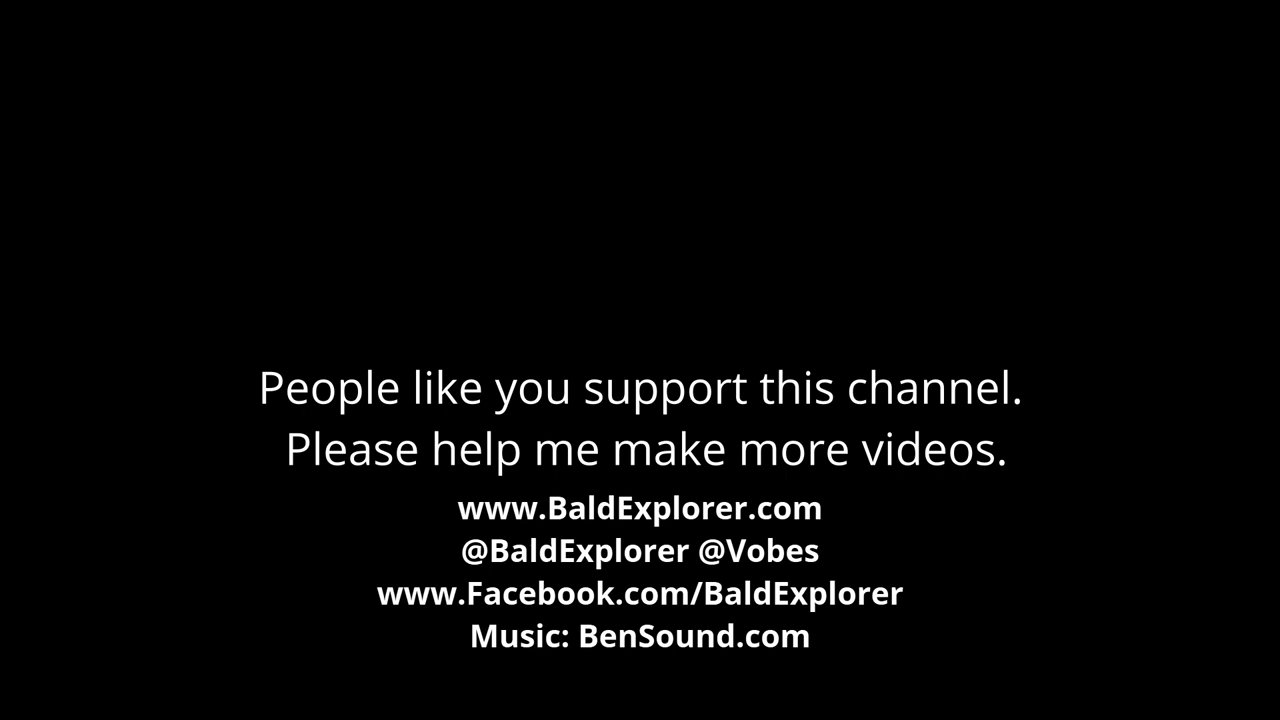 People like you support this channel.
Please help me make more videos.
www.BaldExplorer.com
@BaldExplorer @Vobes
www.Facebook.com/BaldExplorer
Music: BenSound.com